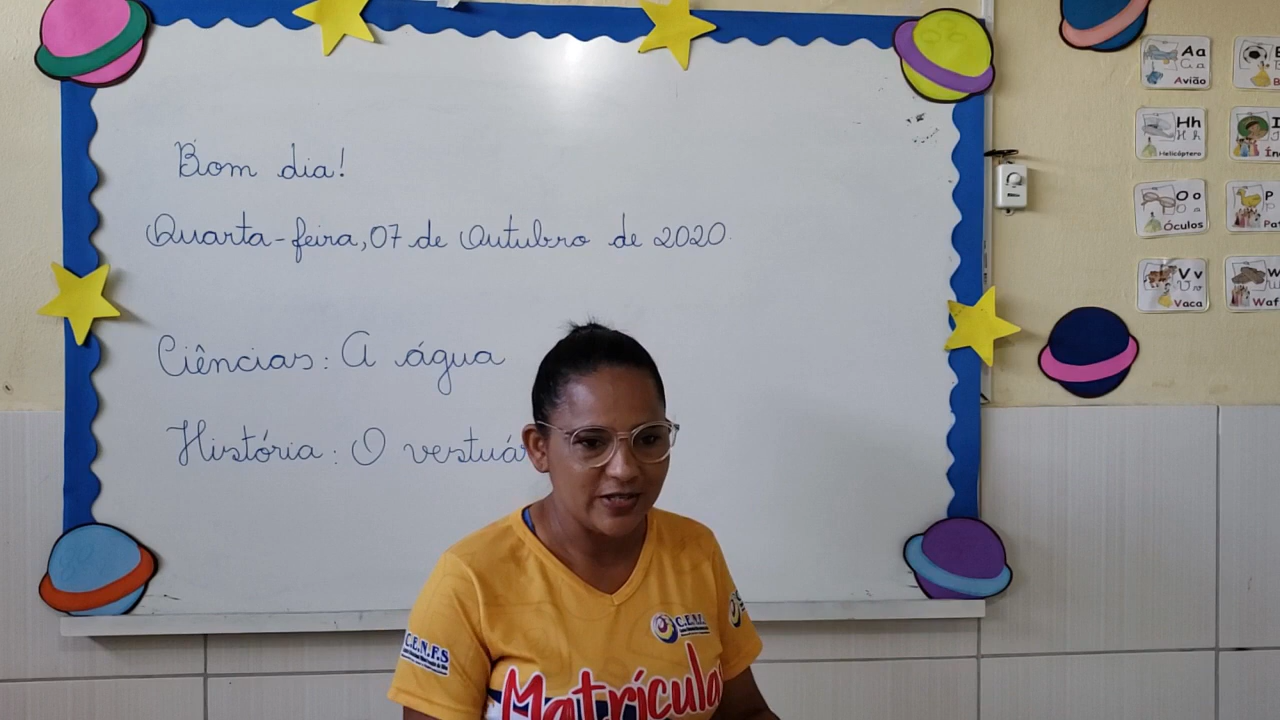 Bom dia!
Quarta-feira, 07 de Outubro de 2020.
Ciências: A água
História: O vestuá
Aa
Avião
Hh
Helicóptero
Oo
Óculos
Vv
Vaca
Waf
C.E.N.F.S
Matrícula